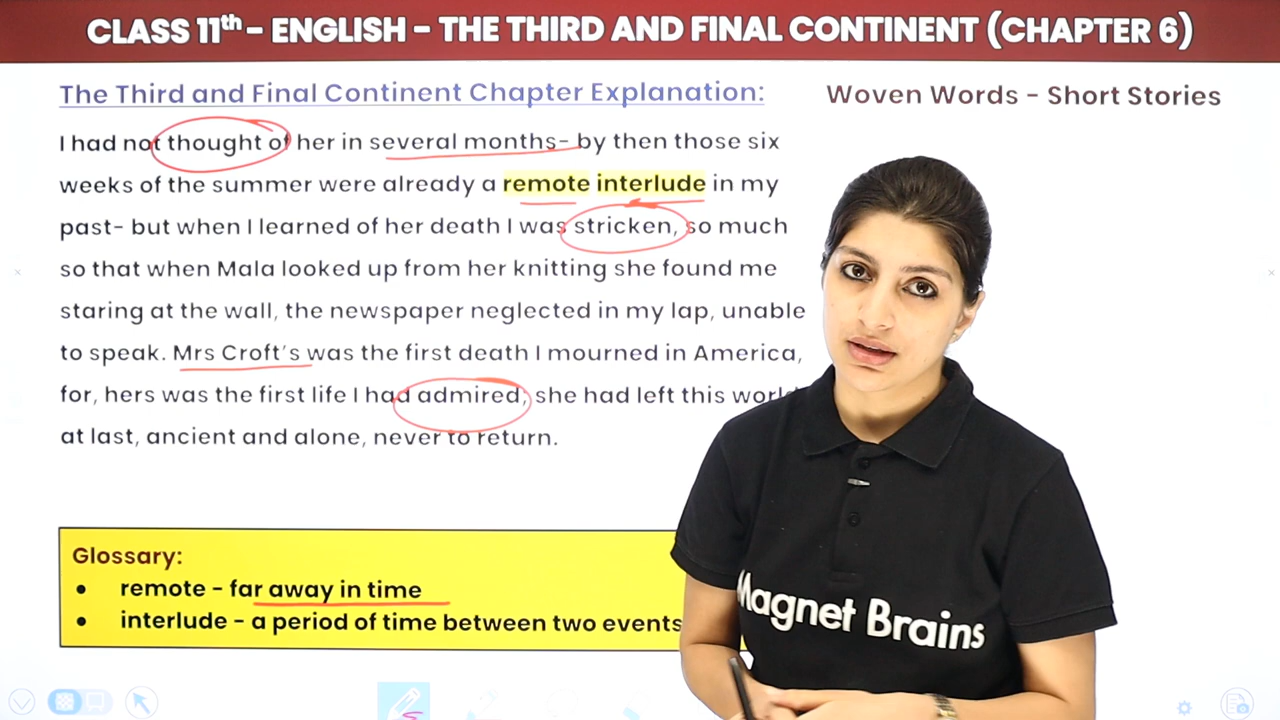 CLASS 11th - ENGLISH - THE THIRD AND FINAL CONTINENT (CHAPTER 6)
The Third and Final Continent Chapter Explanation:
Woven Words - Short Stories
I had not thought of her in several months- by then those six
weeks of the summer were already a remote interlude in my
past- but when I learned of her death I was stricken, so much
so that when Mala looked up from her knitting she found me
staring at the wall, the newspaper neglected in my lap, unable
to speak. Mrs Croft's was the first death I mourned in America,
for, hers was the first life I had admired; she had left this world
at last, ancient and alone, never to return.
Glossary:
• remote - far away in time
• interlude - a period of time between two events
Magnet Brains